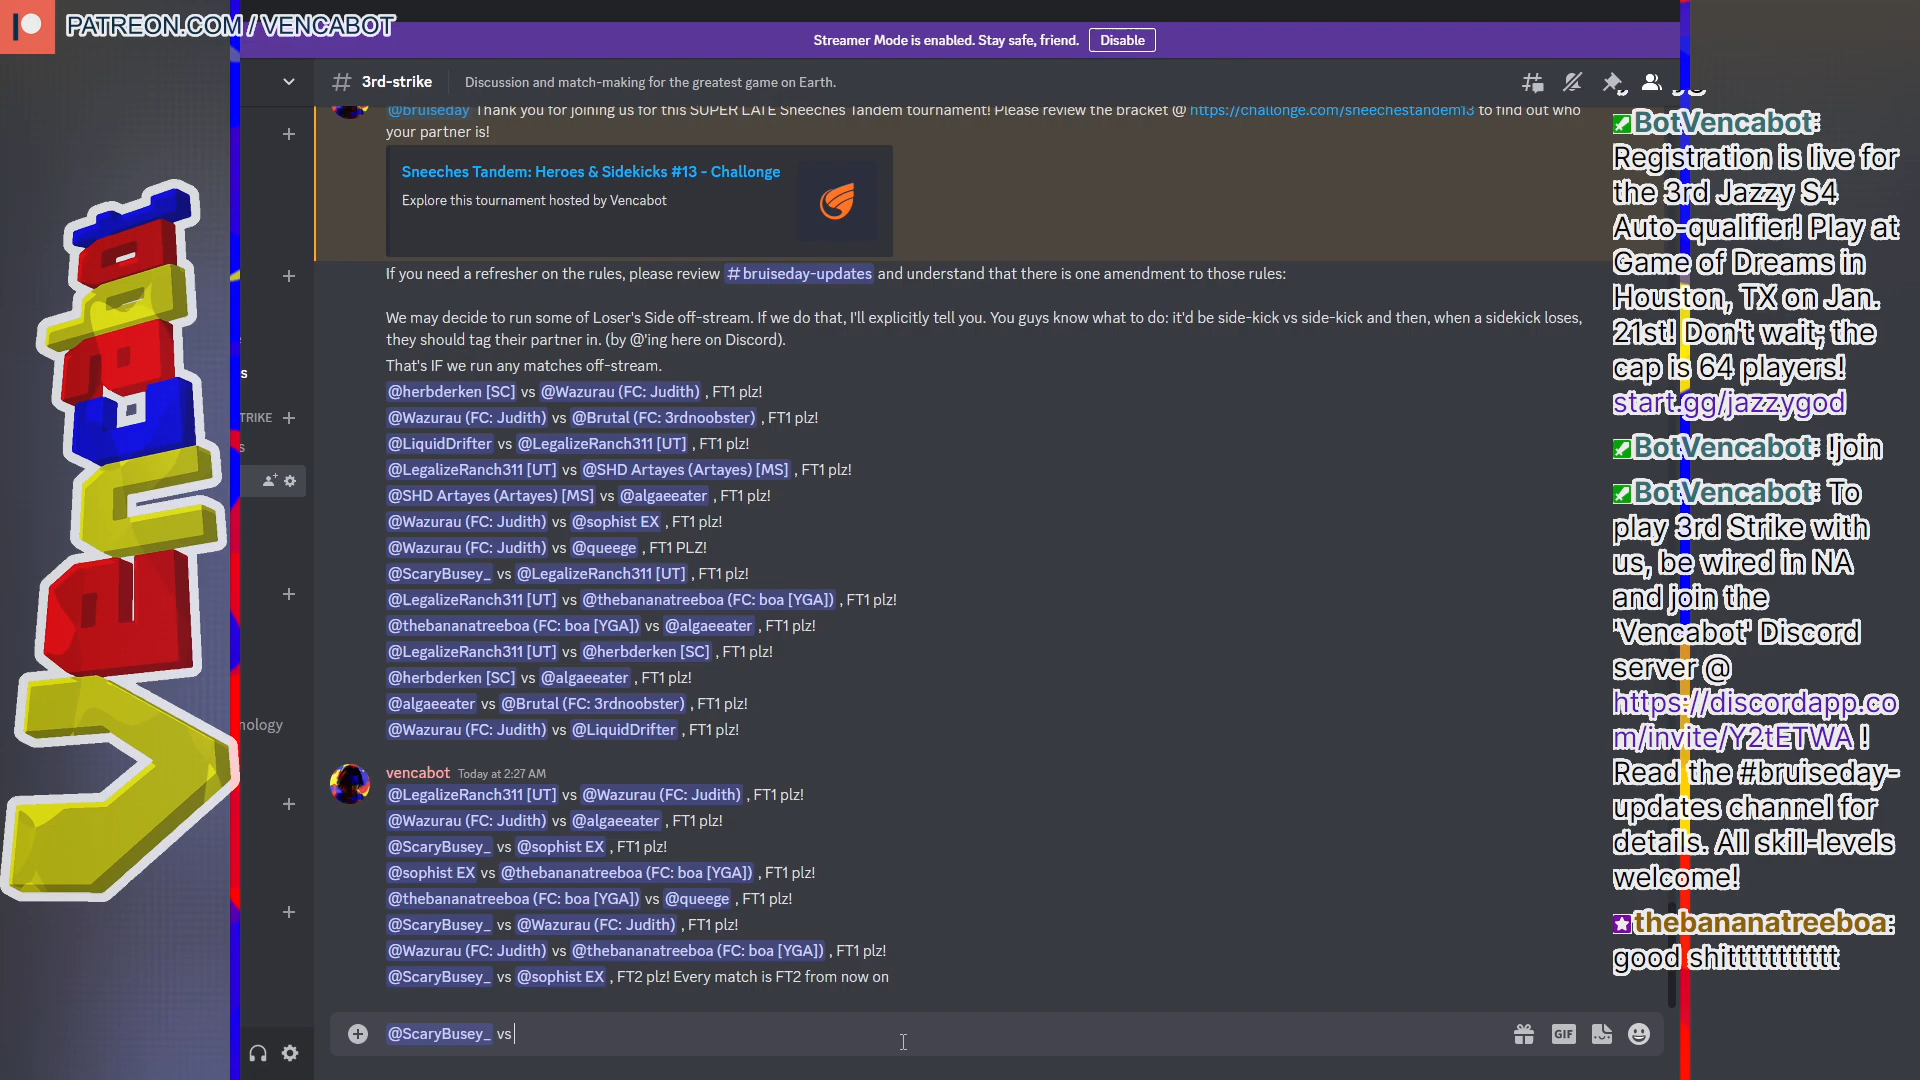 PATREON.COM / VENCABOT
Streamer Mode is enabled. Stay safe, friend. Disable
# 3rd-strike Discussion and match-making for the greatest game on Earth.
@bruiseday Thank you for joining us for this SUPER LATE Sneeches Tandem tournament! Please review the bracket @ https://challonge.com/sneechestandem13 to find out who
your partner is!
Sneeches Tandem: Heroes & Sidekicks #13 - Challonge
Explore this tournament hosted by Vencabot
If you need a refresher on the rules, please review #bruiseday-updates and understand that there is one amendment to those rules:
We may decide to run some of Loser's Side off-stream. If we do that, I'll explicitly tell you. You guys know what to do: it'd be side-kick vs side-kick and then, when a sidekick loses,
they should tag their partner in. (by @'ing here on Discord).
That's IF we run any matches off-stream.
@herbderken [SC] vs @Wazurau (FC: Judith) , FT1 plz!
@Wazurau (FC: Judith) vs @Brutal (FC: 3rdnoobster) , FT1 plz!
@LiquidDrifter vs @LegalizeRanch311 [UT] , FT1 plz!
@LegalizeRanch311 [UT] vs @SHD Artayes (Artayes) [MS] , FT1 plz!
@SHD Artayes (Artayes) [MS] vs @algaeeater , FT1 plz!
@Wazurau (FC: Judith) vs @sophist EX , FT1 plz!
@Wazurau (FC: Judith) vs @queege , FT1 PLZ!
@ScaryBusey_ vs @LegalizeRanch311 [UT] , FT1 plz!
@LegalizeRanch311 [UT] vs @thebananatreeboa (FC: boa [YGA]) , FT1 plz!
@thebananatreeboa (FC: boa [YGA]) vs @algaeeater , FT1 plz!
@LegalizeRanch311 [UT] vs @herbderken [SC] , FT1 plz!
@herbderken [SC] vs @algaeeater , FT1 plz!
@algaeeater vs @Brutal (FC: 3rdnoobster) , FT1 plz!
@Wazurau (FC: Judith) vs @LiquidDrifter , FT1 plz!
vencabot Today at 2:27 AM
@LegalizeRanch311 [UT] vs @Wazurau (FC: Judith) , FT1 plz!
@Wazurau (FC: Judith) vs @algaeeater , FT1 plz!
@ScaryBusey_ vs @sophist EX , FT1 plz!
@sophist EX vs @thebananatreeboa (FC: boa [YGA]) , FT1 plz!
@thebananatreeboa (FC: boa [YGA]) vs @queege , FT1 plz!
@ScaryBusey_ vs @Wazurau (FC: Judith) , FT1 plz!
@Wazurau (FC: Judith) vs @thebananatreeboa (FC: boa [YGA]) , FT1 plz!
@ScaryBusey_ vs @sophist EX , FT2 plz! Every match is FT2 from now on
@ScaryBusey_ vs
GIF
s
TRIKE
s
nology
Vencabot
BotVencabot:
Registration is live for
the 3rd Jazzy S4
Auto-qualifier! Play at
Game of Dreams in
Houston, TX on Jan.
21st! Don't wait; the
cap is 64 players!
start.gg/jazzygod
BotVencabot: !join
BotVencabot: To
play 3rd Strike with
us, be wired in NA
and join the
'Vencabot' Discord
server @
https://discordapp.co
m/invite/Y2tETWA !
Read the #bruiseday-
updates channel for
details. All skill-levels
welcome!
thebananatreeboa:
good shitttttttttttt